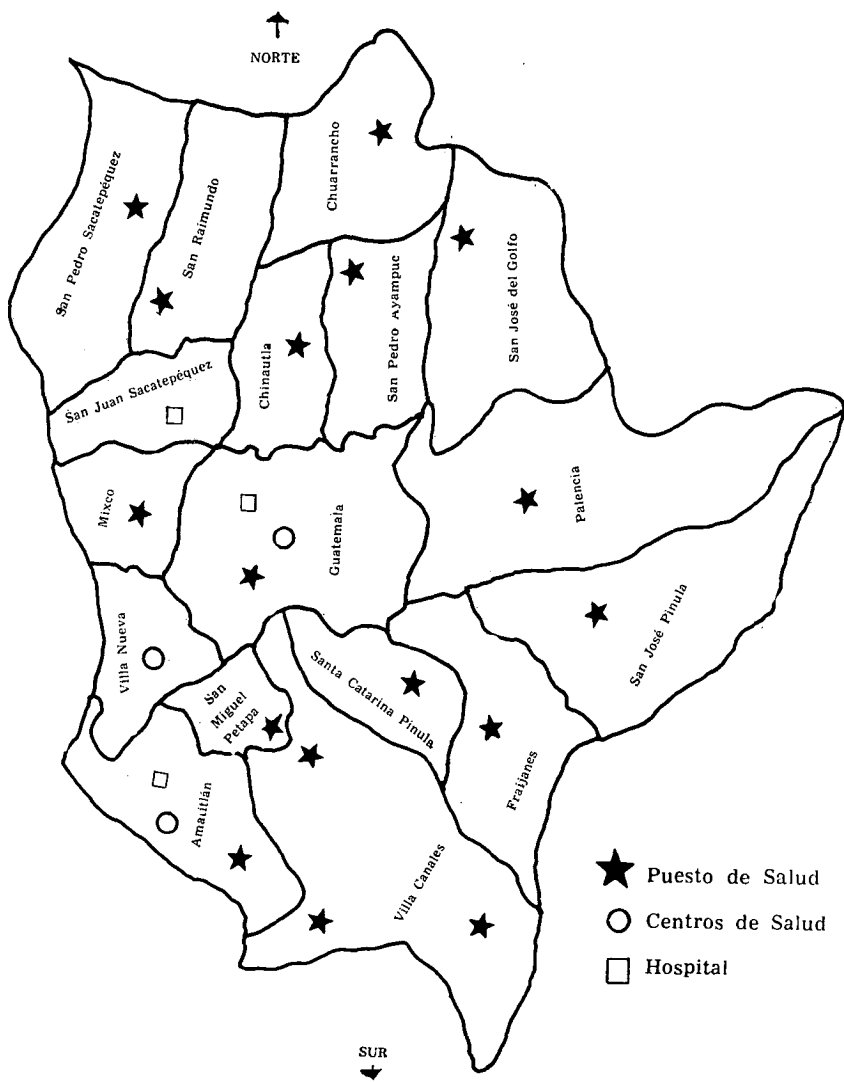 NORTE
San Pedro Sacatepéquez
San Raimundo
Chuarrancho
San José del Golfo
San Pedro Ayampuc
Chinautla
San Juan Sacatepéquez
Mixco
Guatemala
Palencia
San José Pinula
Villa Nueva
San
Miguel
Petapa
Santa Catarina Pinula
Fraijanes
Amatitlán
Villa Canales
Puesto de Salud
Centros de Salud
Hospital
SUR